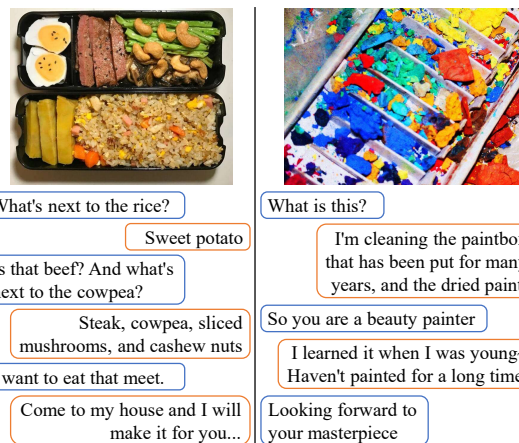 What's next to the rice?
Sweet potato
s that beef? And what's
ext to the cowpea?
Steak, cowpea, sliced
mushrooms, and cashew nuts
want to eat that meet.
Come to my house and I will
make it for you...
What is this?
I'm cleaning the paintbo
that has been put for many
years, and the dried paint
So you are a beauty painter
I learned it when I was young
Haven't painted for a long time
Looking forward to
your masterpiece